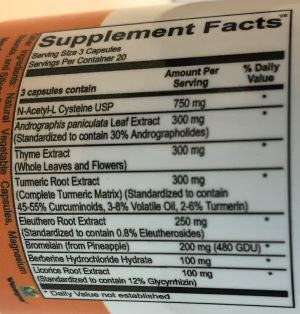 Supplement Facts
V8
Serving Size 3 Capsules
Servings Per Container 20
3 capsules contain Amount Per Serving % Daily Value
N-Acetyl-L Cysteine USP 750 mg *
Andrographis paniculata Leaf Extract 300 mg *
(Standardized to contain 30% Andrographolides)
Thyme Extract 300 mg *
(Whole Leaves and Flowers)
Turmeric Root Extract 300 mg *
(Complete Turmeric Matrix) (Standardized to contain
45-55% Curcuminoids, 3-8% Volatile Oil, 2-6% Turmerin)
Eleuthero Root Extract 250 mg *
(Standardized to contain 0.8% Eleutherosides)
Bromelain (from Pineapple) 200 mg (480 GDU) *
Berberine Hydrochloride Hydrate 100 mg *
Licorice Root Extract 100 mg *
(Standardized to contain 12% Glycyrrhizin)
* Daily Value not established
Other Ingredients: Natural Vegetable Capsules, Magnesium